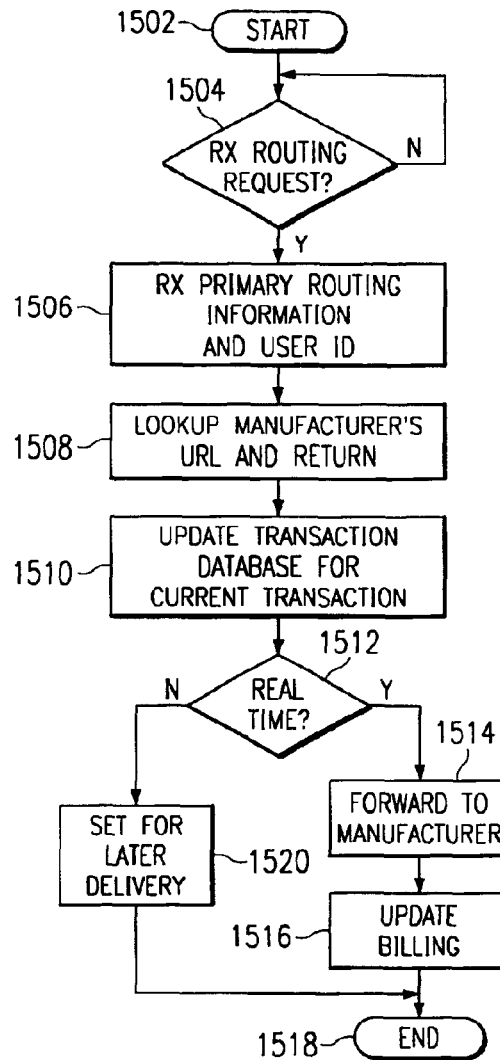 1502
START
1504
RX ROUTING
REQUEST?
N
Y
1506
RX PRIMARY ROUTING
INFORMATION
AND USER ID
1508
LOOKUP MANUFACTURER'S
URL AND RETURN
1510
UPDATE TRANSACTION
DATABASE FOR
CURRENT TRANSACTION
1512
N
REAL
TIME?
Y
1514
FORWARD TO
MANUFACTURER
SET FOR
LATER
DELIVERY
1520
1516
UPDATE
BILLING
1518
END